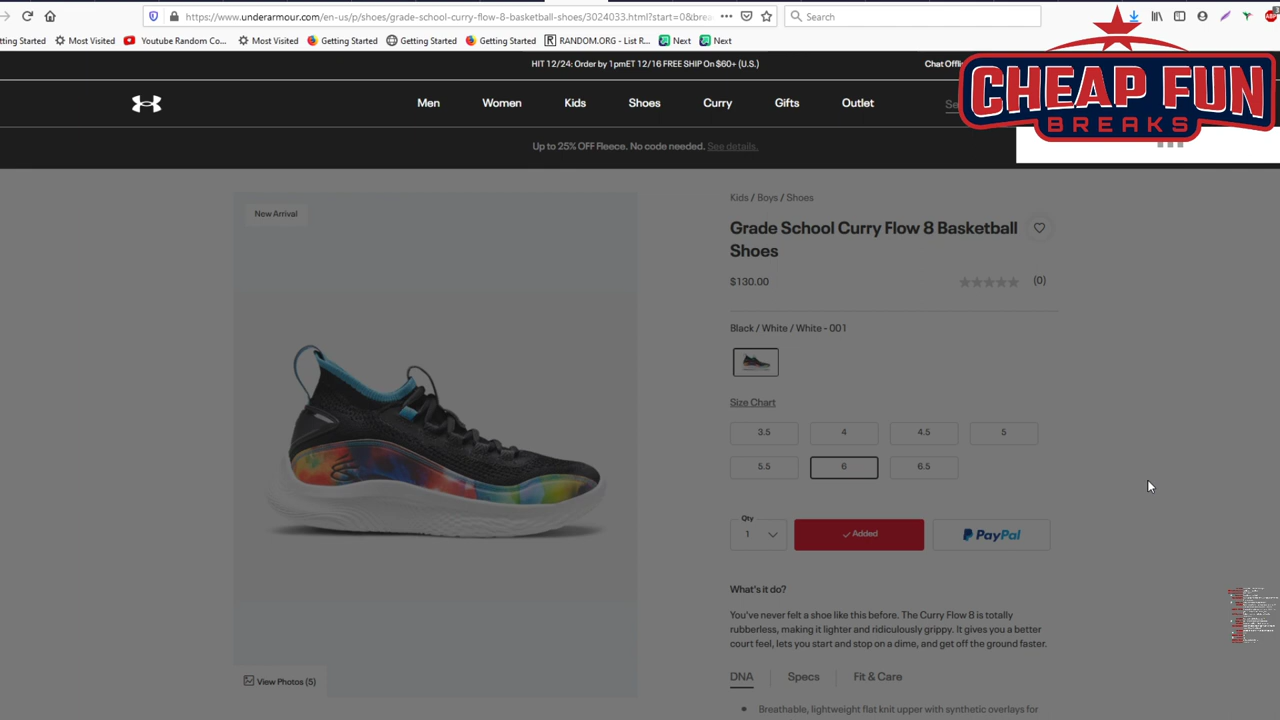 https://www.underarmour.com/en-us/p/shoes/grade-school-curry-flow-8-basketball-shoes/3024033.html?start=0&brea
Search
tting Started Most Visited Youtube Random Co... Most Visited Getting Started Getting Started Getting Started RANDOM.ORG - List R... Next Next
HIT 12/24: Order by 1pmET 12/16 FREE SHIP On $60+ (U.S.)
Chat Offli
CHEAP FUN
BREAKS
Men Women Kids Shoes Curry Gifts Outlet Se
Up to 25% OFF Fleece. No code needed. See details.
New Arrival
Kids / Boys / Shoes
Grade School Curry Flow 8 Basketball
Shoes
$130.00 (0)
Black / White / White - 001
Size Chart
3.5 4 4.5 5
5.5 6 6.5
Qty
1
Added
PayPal
What's it do?
You've never felt a shoe like this before. The Curry Flow 8 is totally
rubberless, making it lighter and ridiculously grippy. It gives you a better
court feel, lets you start and stop on a dime, and get off the ground faster.
View Photos (5)
DNA Specs Fit & Care
Breathable, lightweight flat knit upper with synthetic overlays for